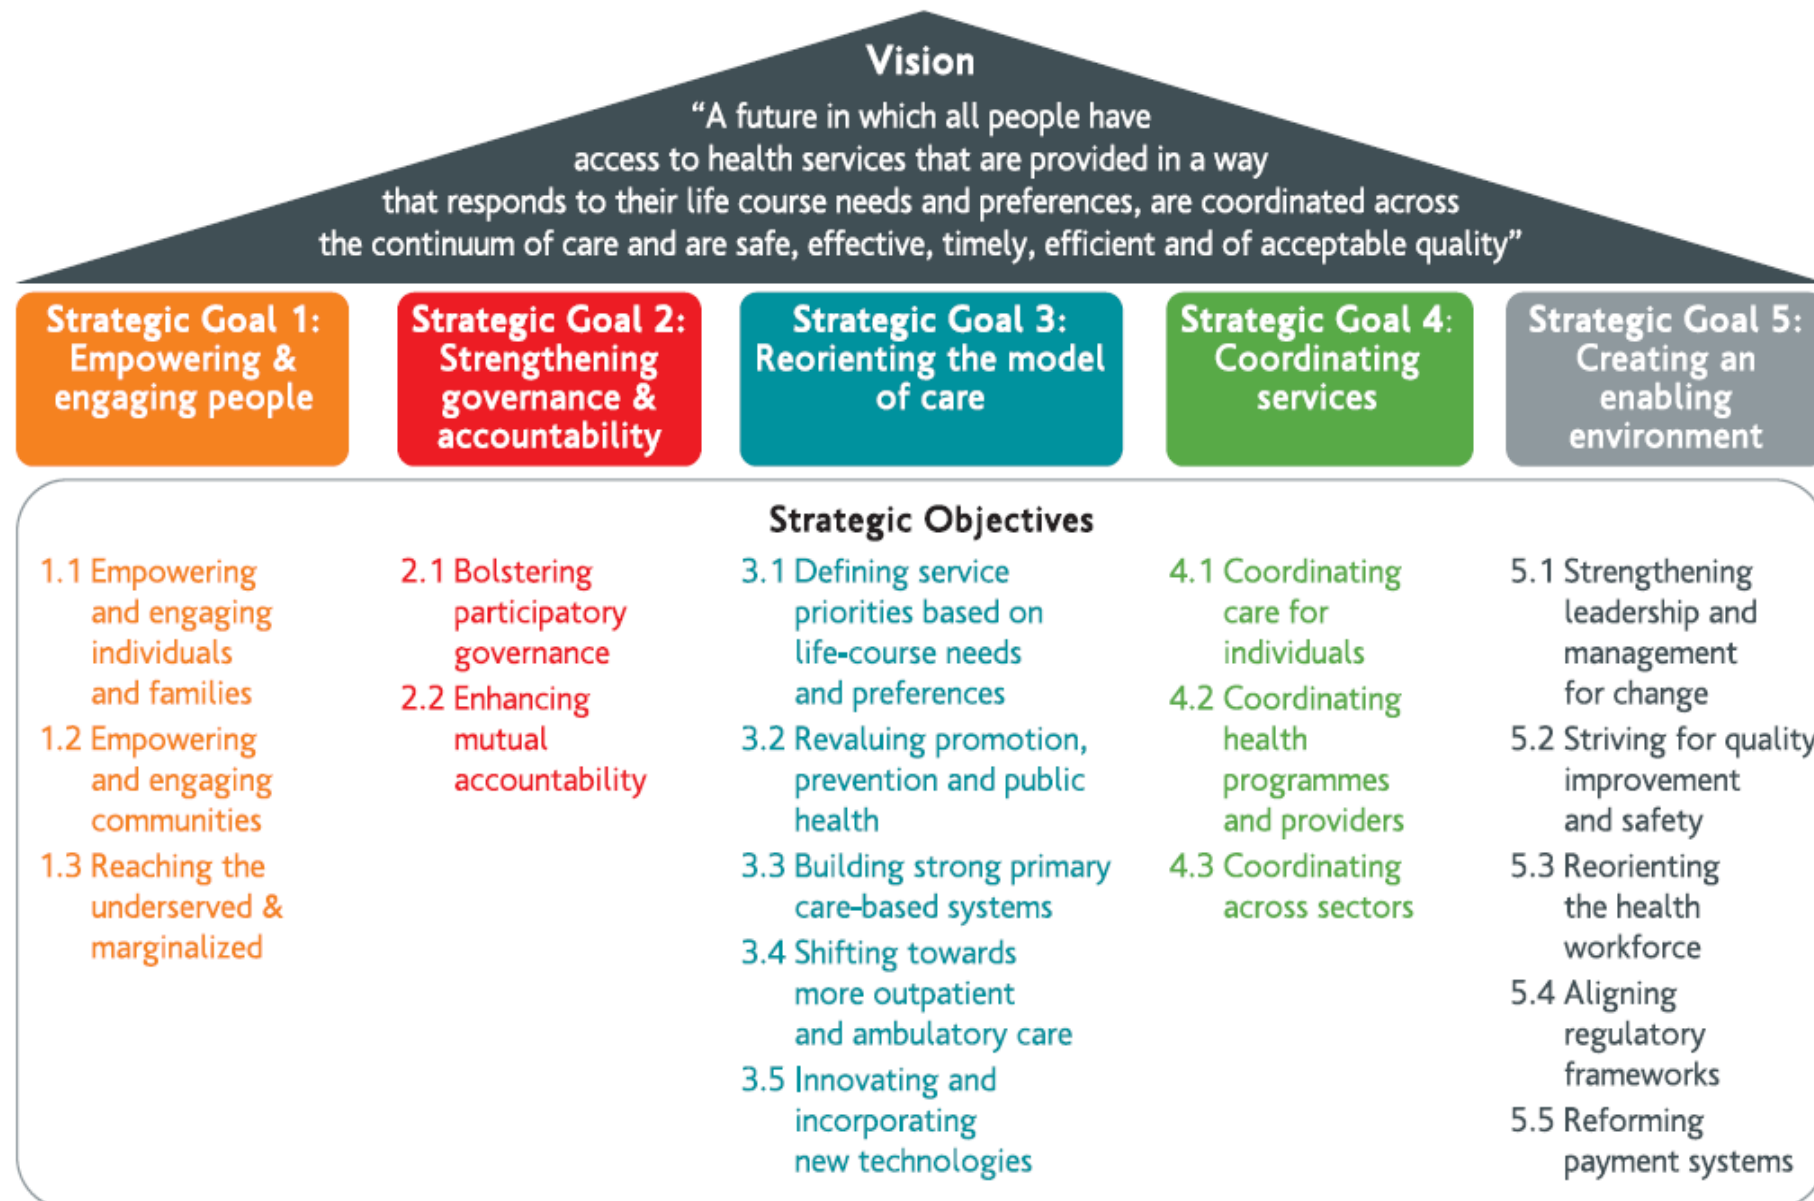 Vision
“A future in which all people have
access to health services that are provided in a way
that responds to their life course needs and preferences, are coordinated across
the continuum of care and are safe, effective, timely, efficient and of acceptable quality”
Strategic Goal 1:
Empowering &
engaging people
Strategic Goal 2:
Strengthening
governance &
accountability
Strategic Goal 3:
Reorienting the model
of care
Strategic Goal 4:
Coordinating
services
Strategic Goal 5:
Creating an
enabling
environment
Strategic Objectives
1.1 Empowering
and engaging
individuals
and families
1.2 Empowering
and engaging
communities
1.3 Reaching the
underserved &
marginalized
2.1 Bolstering
participatory
governance
2.2 Enhancing
mutual
accountability
3.1 Defining service
priorities based on
life-course needs
and preferences
3.2 Revaluing promotion,
prevention and public
health
3.3 Building strong primary
care-based systems
3.4 Shifting towards
more outpatient
and ambulatory care
3.5 Innovating and
incorporating
new technologies
4.1 Coordinating
care for
individuals
4.2 Coordinating
health
programmes
and providers
4.3 Coordinating
across sectors
5.1 Strengthening
leadership and
management
for change
5.2 Striving for quality
improvement
and safety
5.3 Reorienting
the health
workforce
5.4 Aligning
regulatory
frameworks
5.5 Reforming
payment systems